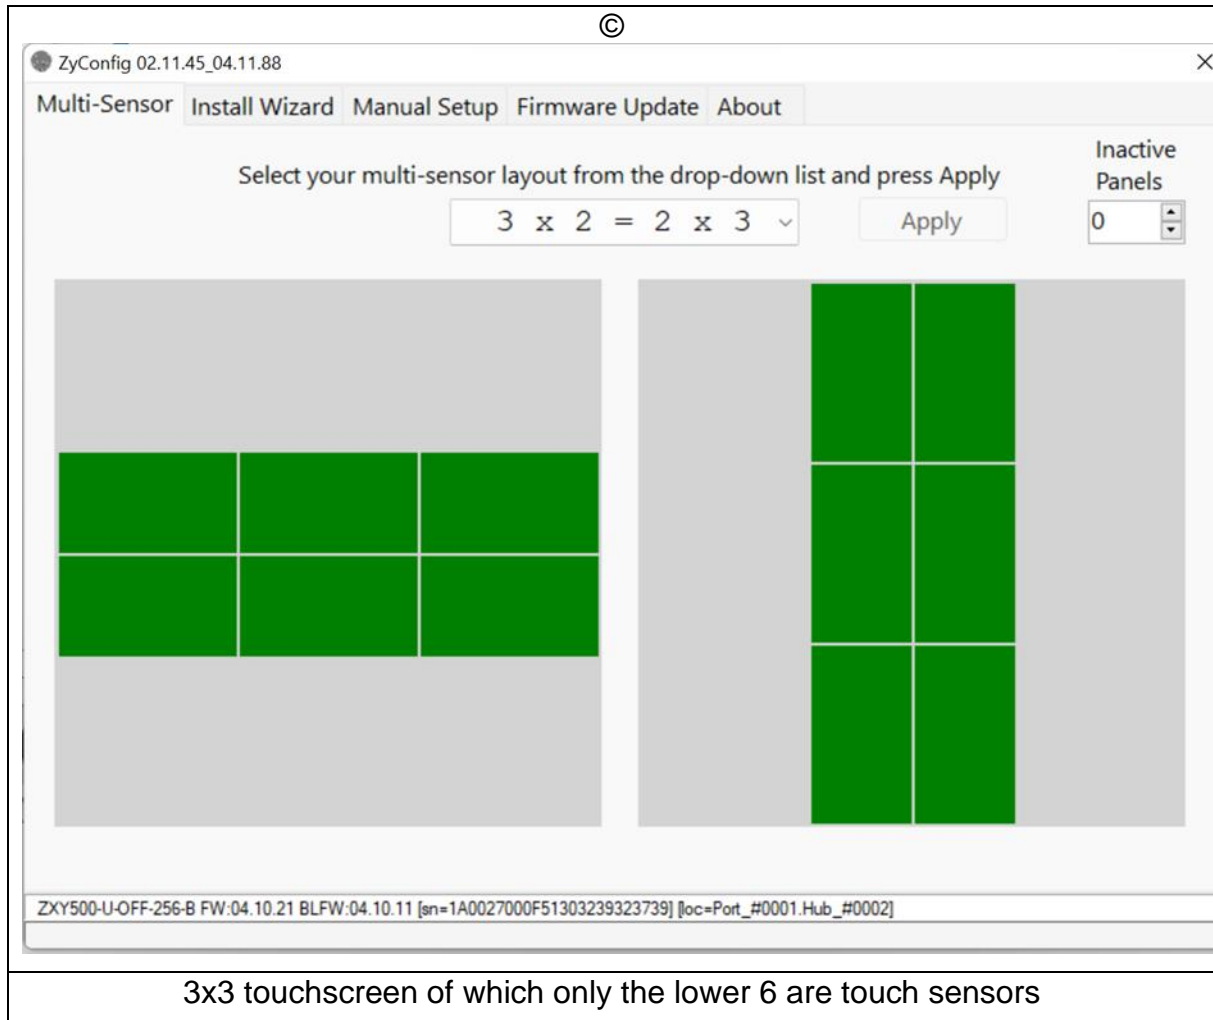 ©
ZyConfig 02.11.45_04.11.88
Multi-Sensor Install Wizard Manual Setup Firmware Update About
Inactive
Select your multi-sensor layout from the drop-down list and press Apply Panels
3 x 2 = 2 x 3 Apply 0
ZXY500-U-OFF-256-B FW:04.10.21 BLFW:04.10.11 [sn=1A0027000F51303239323739] [loc=Port_#0001.Hub_#0002]
3x3 touchscreen of which only the lower 6 are touch sensors